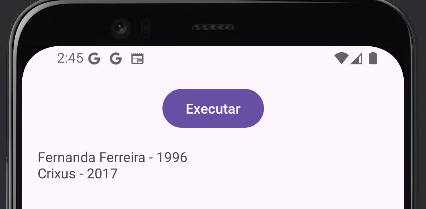 2:45 G G
Executar
Fernanda Ferreira - 1996
Crixus - 2017